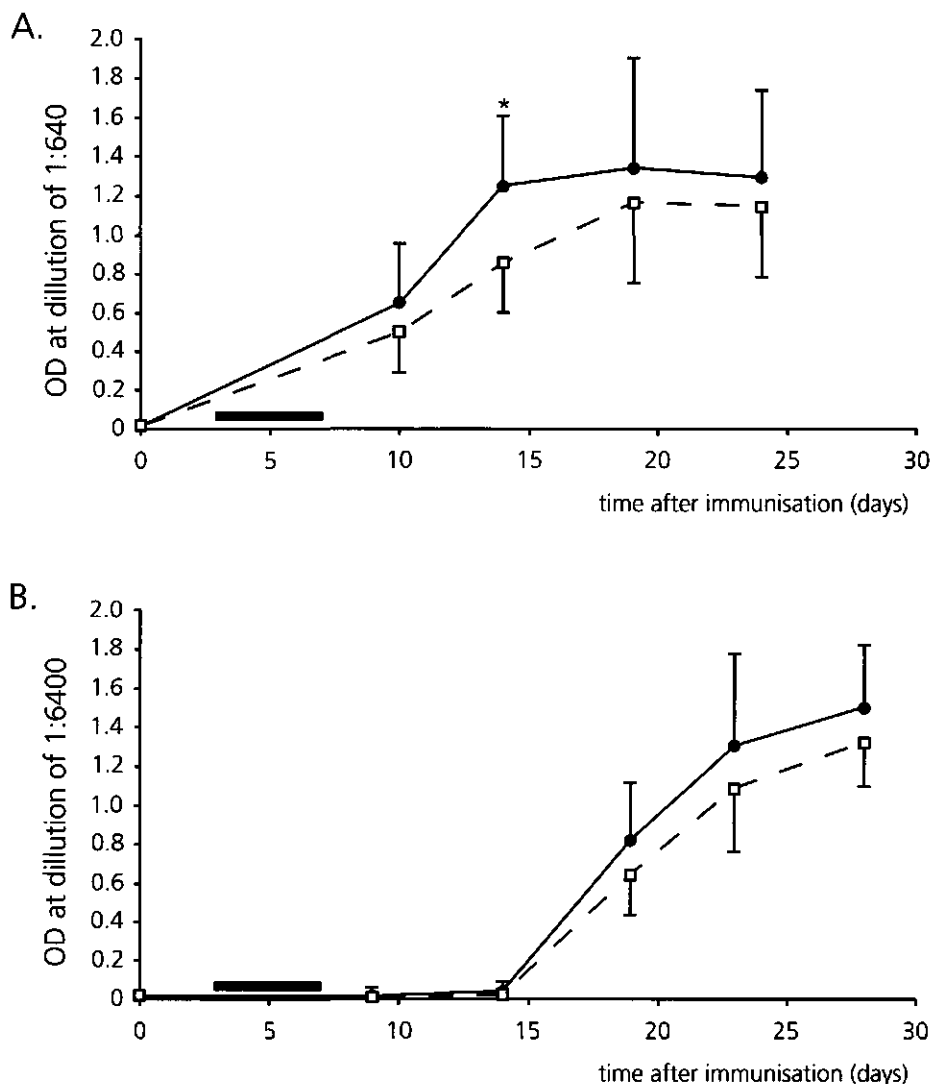 A.
OD at dillution of 1:640
2.0
1.8
1.6
1.4
1.2
1.0
0.8
0.6
0.4
0.2
0
*
0 5 10 15 20 25 30
time after immunisation (days)
B.
OD at dillution of 1:6400
2.0
1.8
1.6
1.4
1.2
1.0
0.8
0.6
0.4
0.2
0
0 5 10 15 20 25 30
time after immunisation (days)